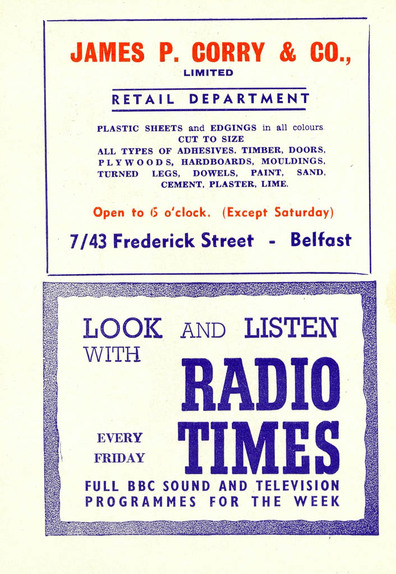 JAMES P. CORRY & CO.,
LIMITED
RETAIL DEPARTMENT
PLASTIC SHEETS and EDGINGS in all colours
CUT TO SIZE
ALL TYPES OF ADHESIVES. TIMBER, DOORS,
PLYWOODS, HARDBOARDS, MOULDINGS,
TURNED LEGS, DOWELS, PAINT, SAND,
CEMENT, PLASTER, LIME.
Open to 6 o'clock. (Except Saturday)
7/43 Frederick Street - Belfast
LOOK AND LISTEN
WITH
RADIO
TIMES
EVERY
FRIDAY
FULL BBC SOUND AND TELEVISION
PROGRAMMES FOR THE WEEK